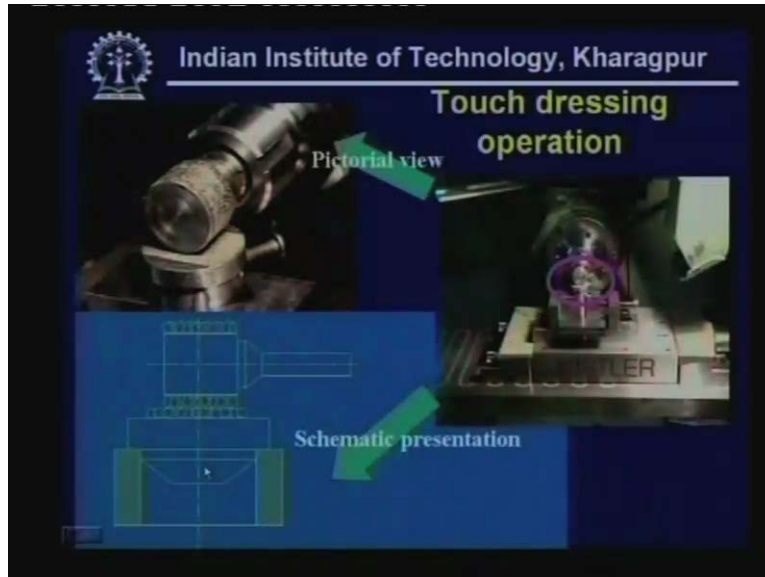 Indian Institute of Technology, Kharagpur
Touch dressing
operation
Pictorial view
Schematic presentation